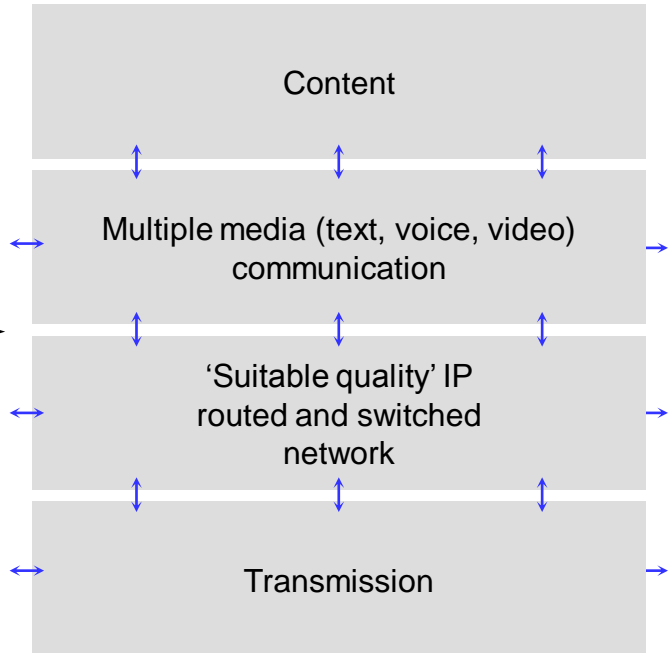 Content
Multiple media (text, voice, video)
communication
‘Suitable quality’ IP
routed and switched
network
Transmission